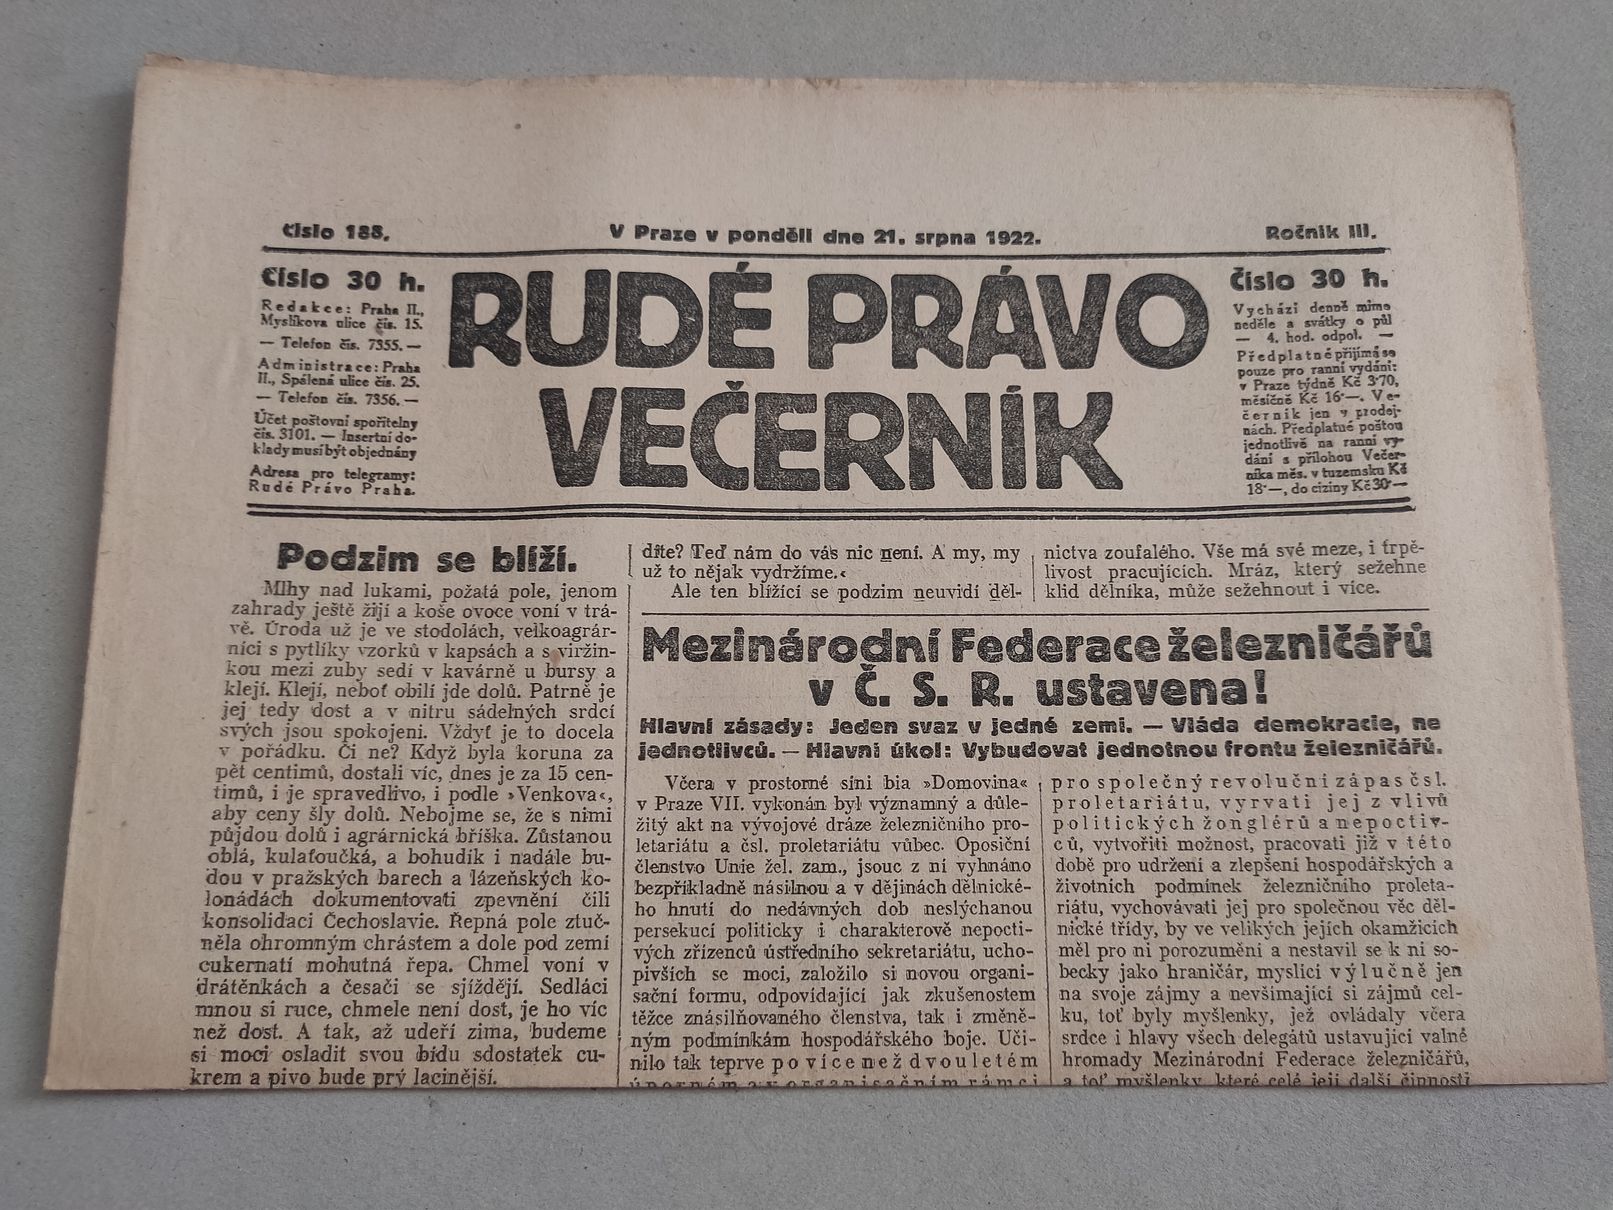 Číslo 188.
V Praze v pondělí dne 21. srpna 1922.
Ročník III.
Číslo 30 h.
Redakce: Praha II.,
Myslíkova ulice čís. 15.
— Telefon čís. 7355. —
Administrace: Praha
II., Spálená ulice čís. 25.
— Telefon čís. 7356. —
Účet poštovní spořitelny
čís. 3101. — Insertní do-
klady musí být objednány
Adresa pro telegramy:
Rudé Právo Praha.
RUDÉ PRÁVO
VEČERNÍK
Číslo 30 h.
Vychází denně mimo
neděle a svátky o půl
— 4. hod. odpol. —
Předplatné přijímá se
pouze pro ranní vydání:
v Praze týdně Kč 3·70,
měsíčně Kč 16·—. Ve-
černík jen v prodej-
nách. Předplatné poštou
jednotlivě na ranní vy-
dání s přílohou Večer-
níka měs. v tuzemsku Kč
18·—, do ciziny Kč 30·—
Podzim se blíží.
Mlhy nad lukami, požatá pole, jenom
zahrady ještě žijí a koše ovoce voní v trá-
vě. Úroda už je ve stodolách, velkoagrár-
níci s pytlíky vzorků v kapsách a s viržin-
kou mezi zuby sedí v kavárně u bursy a
klejí. Klejí, neboť obilí jde dolů. Patrně je
jej tedy dost a v nitru sádelných srdcí
svých jsou spokojeni. Vždyť je to docela
v pořádku. Či ne? Když byla koruna za
pět centimů, dostali víc, dnes je za 15 cen-
timů, i je spravedlivo, i podle »Venkova«,
aby ceny šly dolů. Nebojme se, že s nimi
půjdou dolů i agrárnická bříška. Zůstanou
oblá, kulaťoučká, a bohudík i nadále bu-
dou v pražských barech a lázeňských ko-
lonádách dokumentovati zpevnění čili
konsolidaci Čechoslavie. Řepná pole ztuč-
něla ohromným chrástem a dole pod zemí
cukernatí mohutná řepa. Chmel voní v
drátěnkách a česači se sjíždějí. Sedláci
mnou si ruce, chmele není dost, je ho víc
než dost. A tak, až udeří zima, budeme
si moci osladit svou bídu sdostatek cu-
krem a pivo bude prý lacinější.
díte? Teď nám do vás nic není. A my, my
už to nějak vydržíme.«
Ale ten blížící se podzim neuvidí děl-
nictva zoufalého. Vše má své meze, i trpě-
livost pracujících. Mráz, který sežehne
klid dělníka, může sežehnout i více.
Mezinárodní Federace železničářů
v Č. S. R. ustavena!
Hlavní zásady: Jeden svaz v jedné zemi. — Vláda demokracie, ne
jednotlivců. — Hlavní úkol: Vybudovat jednotnou frontu železničářů.
Včera v prostorné síni bia »Domovina«
v Praze VII. vykonán byl významný a důle-
žitý akt na vývojové dráze železničního pro-
letariátu a čsl. proletariátu vůbec. Oposiční
členstvo Unie žel. zam., jsouc z ní vyhnáno
bezpříkladně násilnou a v dějinách dělnické-
ho hnutí do nedávných dob neslýchanou
persekucí politicky i charakterově nepocti-
vých zřízenců ústředního sekretariátu, ucho-
pivších se moci, založilo si novou organi-
sační formu, odpovídající jak zkušenostem
těžce znásilňovaného členstva, tak i změně-
ným podmínkám hospodářského boje. Uči-
nilo tak teprve po více než dvouletém
úporném a v organisačním rámci
pro společný revoluční zápas čsl.
proletariátu, vyrvati jej z vlivů
politických žonglérů a nepoctiv-
ců, vytvořiti možnost, pracovati již v této
době pro udržení a zlepšení hospodářských a
životních podmínek železničního proleta-
riátu, vychovávati jej pro společnou věc děl-
nické třídy, by ve velikých jejích okamžicích
měl pro ni porozumění a nestavil se k ní so-
becky jako hraničár, myslící výlučně jen
na svoje zájmy a nevšímající si zájmů cel-
ku, toť byly myšlenky, jež ovládaly včera
srdce i hlavy všech delegátů ustavující valné
hromady Mezinárodní Federace železničářů,
a toť myšlenky, které celé její další činnosti